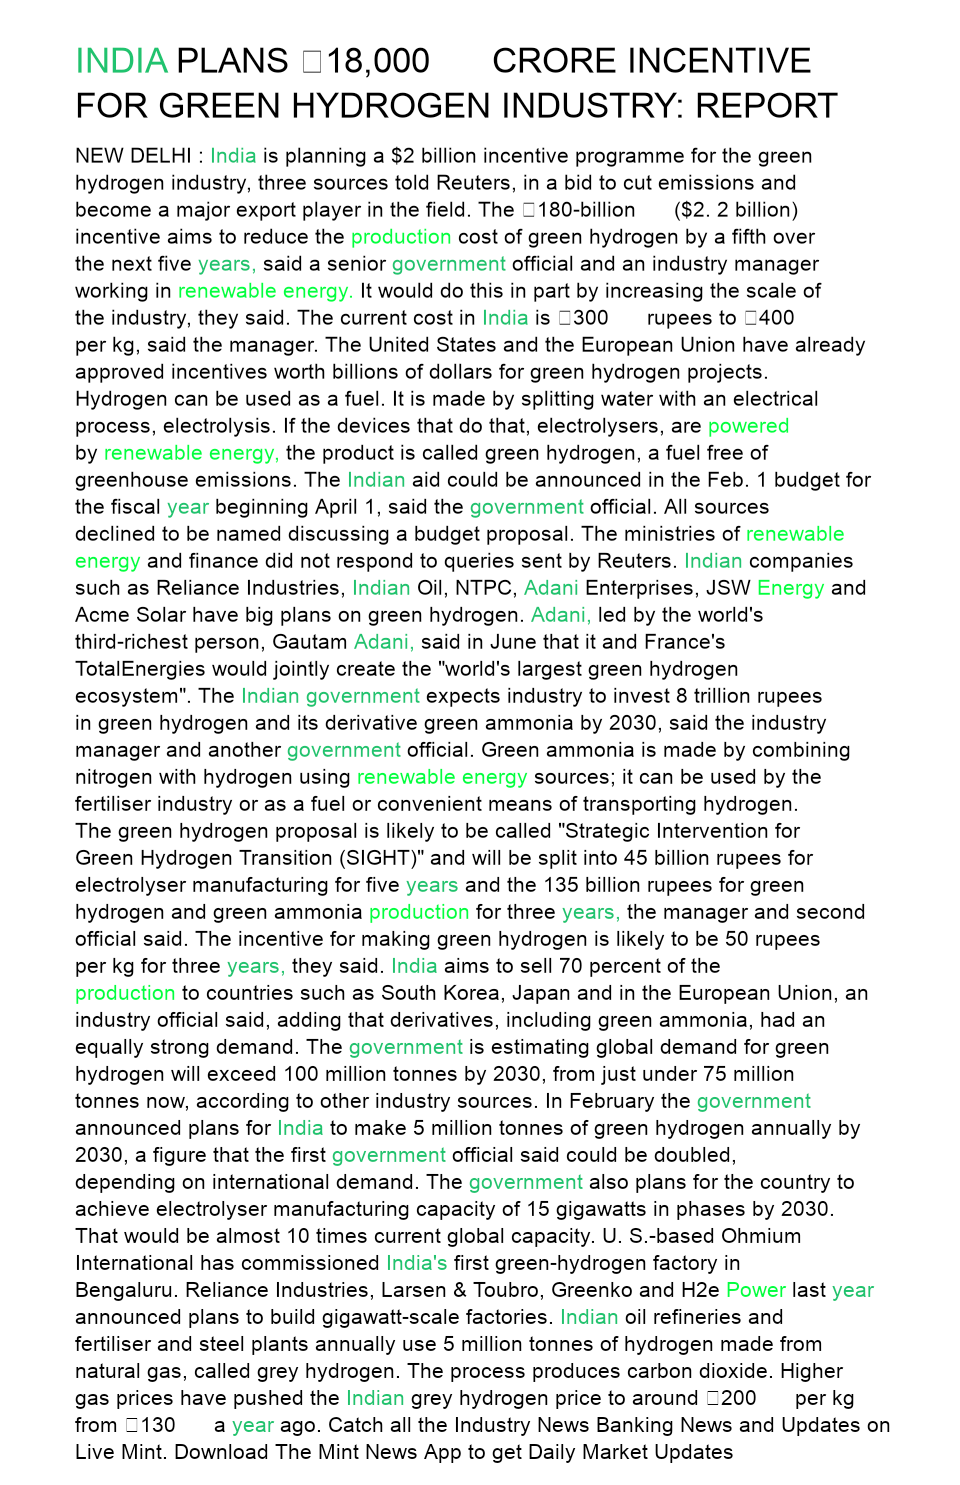 INDIA PLANS □18,000 CRORE INCENTIVE
FOR GREEN HYDROGEN INDUSTRY: REPORT
NEW DELHI : India is planning a $2 billion incentive programme for the green
hydrogen industry, three sources told Reuters, in a bid to cut emissions and
become a major export player in the field. The □180-billion ($2. 2 billion)
incentive aims to reduce the production cost of green hydrogen by a fifth over
the next five years, said a senior government official and an industry manager
working in renewable energy. It would do this in part by increasing the scale of
the industry, they said. The current cost in India is □300 rupees to □400
per kg, said the manager. The United States and the European Union have already
approved incentives worth billions of dollars for green hydrogen projects.
Hydrogen can be used as a fuel. It is made by splitting water with an electrical
process, electrolysis. If the devices that do that, electrolysers, are powered
by renewable energy, the product is called green hydrogen, a fuel free of
greenhouse emissions. The Indian aid could be announced in the Feb. 1 budget for
the fiscal year beginning April 1, said the government official. All sources
declined to be named discussing a budget proposal. The ministries of renewable
energy and finance did not respond to queries sent by Reuters. Indian companies
such as Reliance Industries, Indian Oil, NTPC, Adani Enterprises, JSW Energy and
Acme Solar have big plans on green hydrogen. Adani, led by the world's
third-richest person, Gautam Adani, said in June that it and France's
TotalEnergies would jointly create the "world's largest green hydrogen
ecosystem". The Indian government expects industry to invest 8 trillion rupees
in green hydrogen and its derivative green ammonia by 2030, said the industry
manager and another government official. Green ammonia is made by combining
nitrogen with hydrogen using renewable energy sources; it can be used by the
fertiliser industry or as a fuel or convenient means of transporting hydrogen.
The green hydrogen proposal is likely to be called "Strategic Intervention for
Green Hydrogen Transition (SIGHT)" and will be split into 45 billion rupees for
electrolyser manufacturing for five years and the 135 billion rupees for green
hydrogen and green ammonia production for three years, the manager and second
official said. The incentive for making green hydrogen is likely to be 50 rupees
per kg for three years, they said. India aims to sell 70 percent of the
production to countries such as South Korea, Japan and in the European Union, an
industry official said, adding that derivatives, including green ammonia, had an
equally strong demand. The government is estimating global demand for green
hydrogen will exceed 100 million tonnes by 2030, from just under 75 million
tonnes now, according to other industry sources. In February the government
announced plans for India to make 5 million tonnes of green hydrogen annually by
2030, a figure that the first government official said could be doubled,
depending on international demand. The government also plans for the country to
achieve electrolyser manufacturing capacity of 15 gigawatts in phases by 2030.
That would be almost 10 times current global capacity. U. S.-based Ohmium
International has commissioned India's first green-hydrogen factory in
Bengaluru. Reliance Industries, Larsen & Toubro, Greenko and H2e Power last year
announced plans to build gigawatt-scale factories. Indian oil refineries and
fertiliser and steel plants annually use 5 million tonnes of hydrogen made from
natural gas, called grey hydrogen. The process produces carbon dioxide. Higher
gas prices have pushed the Indian grey hydrogen price to around □200 per kg
from □130 a year ago. Catch all the Industry News Banking News and Updates on
Live Mint. Download The Mint News App to get Daily Market Updates